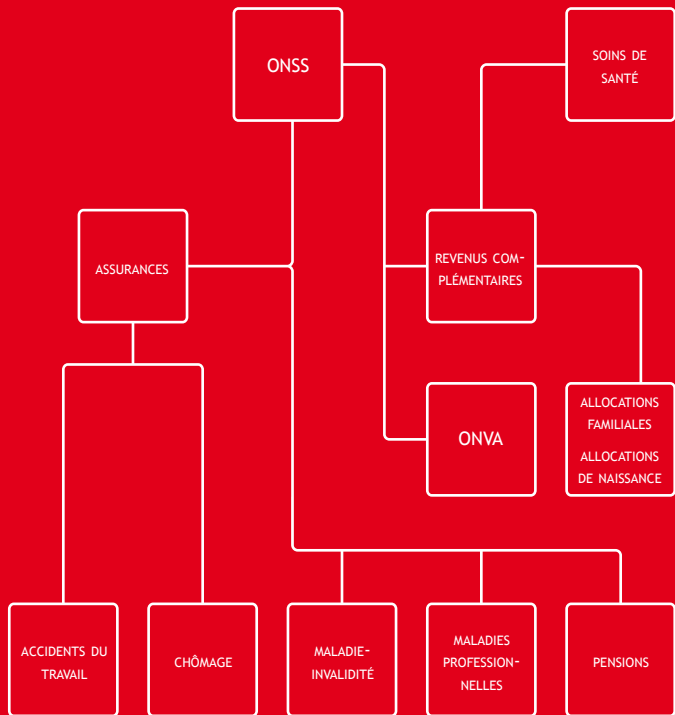 ONSS
SOINS DE
SANTÉ
ASSURANCES
REVENUS COM-
PLÉMENTAIRES
ONVA
ALLOCATIONS
FAMILIALES
ALLOCATIONS
DE NAISSANCE
ACCIDENTS DU
TRAVAIL
CHÔMAGE
MALADIE-
INVALIDITÉ
MALADIES
PROFESSION-
NELLES
PENSIONS